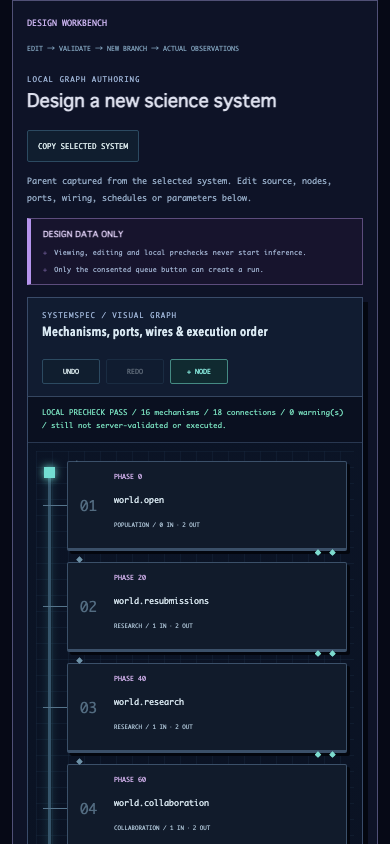 DESIGN WORKBENCH
EDIT → VALIDATE → NEW BRANCH → ACTUAL OBSERVATIONS
LOCAL GRAPH AUTHORING
Design a new science system
COPY SELECTED SYSTEM
Parent captured from the selected system. Edit source, nodes,
ports, wiring, schedules or parameters below.
DESIGN DATA ONLY
Viewing, editing and local prechecks never start inference.
Only the consented queue button can create a run.
SYSTEMSPEC / VISUAL GRAPH
Mechanisms, ports, wires & execution order
UNDO
REDO
+ NODE
LOCAL PRECHECK PASS / 16 mechanisms / 18 connections / 0 warning(s)
/ still not server-validated or executed.
PHASE 0
01
world.open
POPULATION / 0 IN · 2 OUT
PHASE 20
02
world.resubmissions
RESEARCH / 1 IN · 2 OUT
PHASE 40
03
world.research
RESEARCH / 1 IN · 2 OUT
PHASE 60
04
world.collaboration
COLLABORATION / 1 IN · 2 OUT